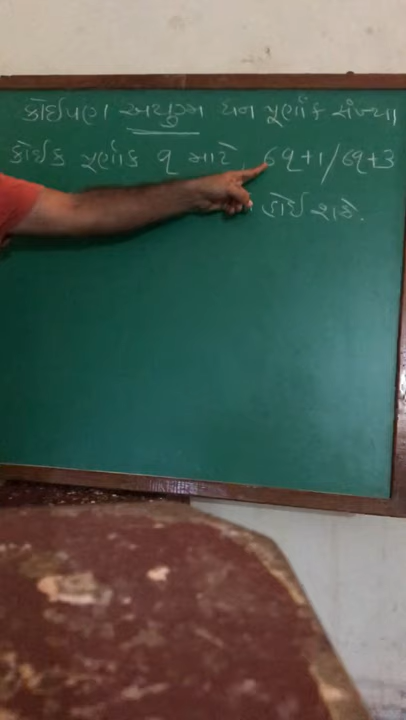 કોઈપણ અયુગ્મ ધન પૂર્ણાંક સંખ્યા
કોઈક પૂર્ણાંક q માટે 6q+1/6q+3
હોઈ શકે.